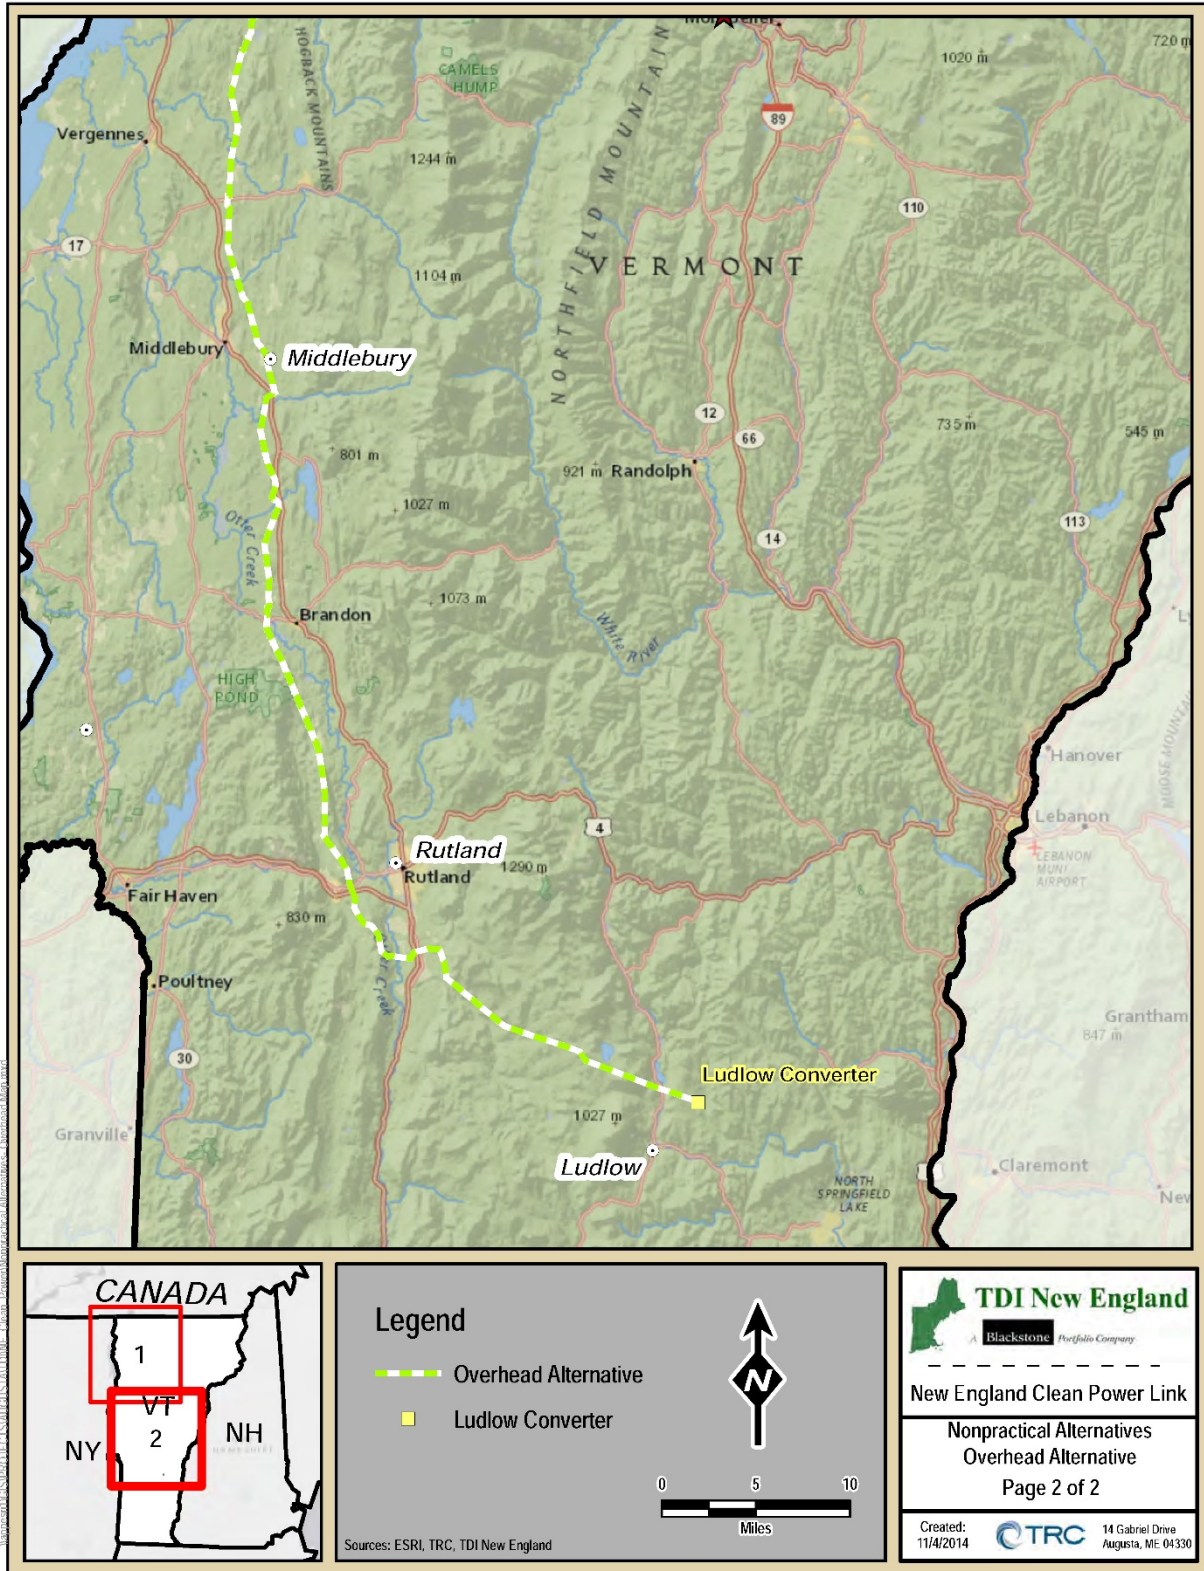 Montpelier
CAMELS
HUMP
HOGBACK MOUNTAINS
1020 m
720 m
89
Vergennes
1244 m
NORTHFIELD MOUNTAIN
110
17
1104 m
VERMONT
Middlebury
Middlebury
12
66
735 m
545 m
801 m
921 m
Randolph
1027 m
Otter Creek
14
113
1073 m
Brandon
White River
HIGH
POND
Hanover
MOOSE MOUNTAIN
4
Lebanon
Rutland
Rutland
1290 m
LEBANON
MUNI
AIRPORT
Fair Haven
830 m
Otter Creek
Poultney
Grantham
847 m
30
Ludlow Converter
1027 m
Granville
Ludlow
Claremont
NORTH
SPRINGFIELD
LAKE
New
CANADA
1
VT
2
NY
NH
Legend
Overhead Alternative
Ludlow Converter
N
0 5 10
Miles
Sources: ESRI, TRC, TDI New England
TDI New England
A Blackstone Portfolio Company
New England Clean Power Link
Nonpractical Alternatives
Overhead Alternative
Page 2 of 2
Created:
11/4/2014
TRC
14 Gabriel Drive
Augusta, ME 04330